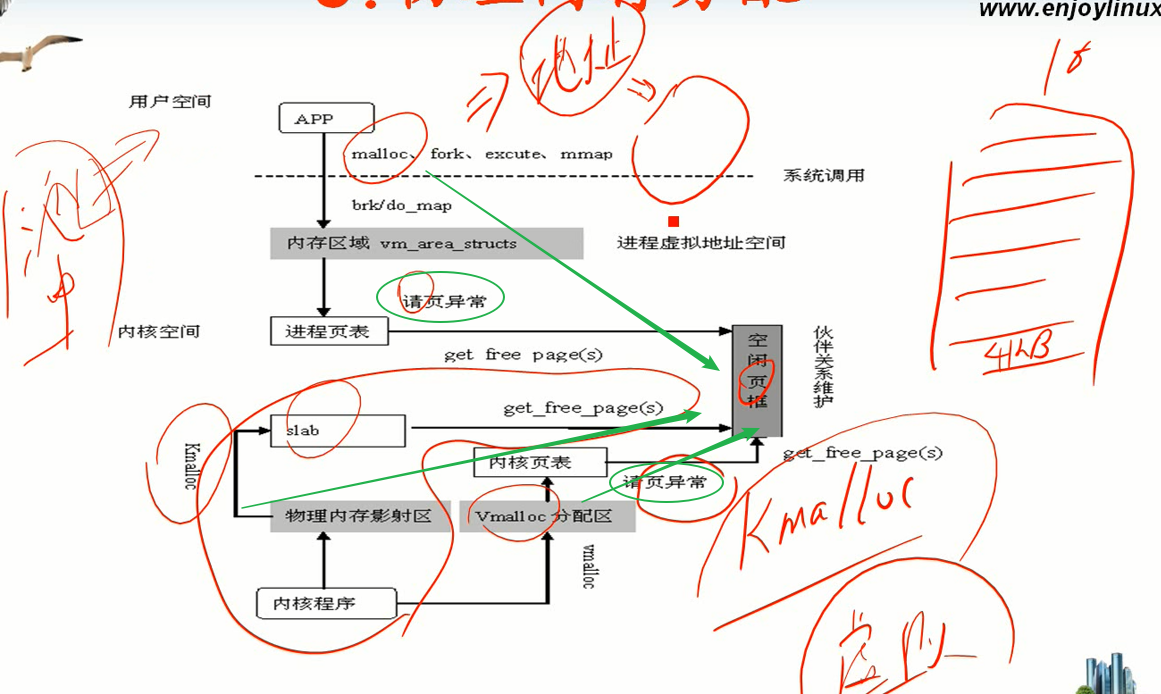 www.enjoylinux
用户空间
APP
地址
malloc、fork、excute、mmap
系统调用
brk/do_map
内存区域 vm_area_structs
进程虚拟地址空间
请页异常
内核空间
进程页表
空闲页框
伙伴关系维护
4kB
get free page(s)
get_free_page(s)
slab
Kmalloc
内核页表
get_free_page(s)
请页异常
Kmalloc
物理内存影射区
Vmalloc 分配区
vmalloc
内核程序